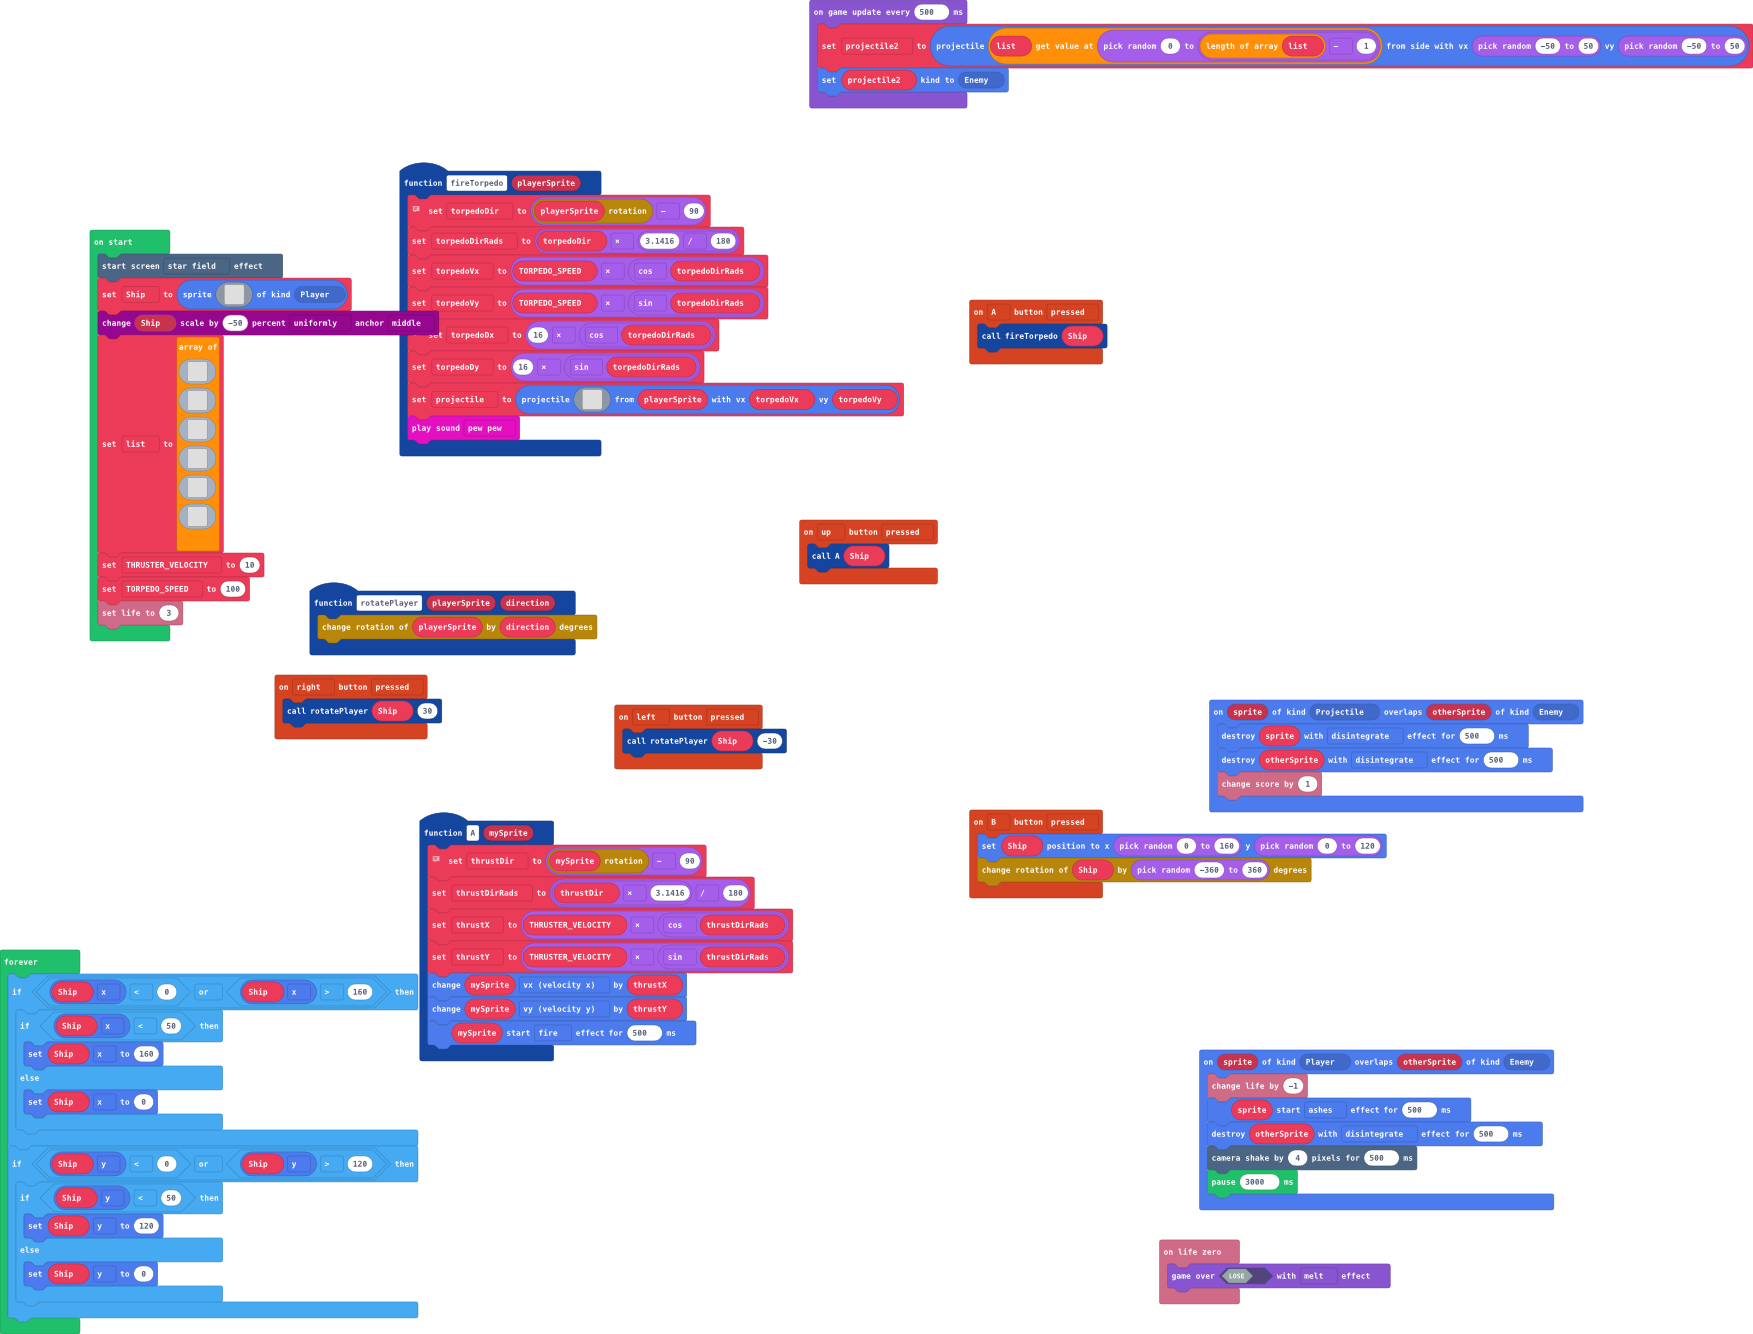 on game update every 500 ms
set projectile2 to projectile list get value at pick random 0 to length of array list - 1 from side with vx pick random -50 to 50 vy pick random -50 to 50
set projectile2 kind to Enemy
function fireTorpedo playerSprite
set torpedoDir to playerSprite rotation - 90
set torpedoDirRads to torpedoDir × 3.1416 / 180
set torpedoVx to TORPEDO_SPEED × cos torpedoDirRads
set torpedoVy to TORPEDO_SPEED × sin torpedoDirRads
set torpedoDx to 16 × cos torpedoDirRads
set torpedoDy to 16 × sin torpedoDirRads
set projectile to projectile from playerSprite with vx torpedoVx vy torpedoVy
play sound pew pew
on start
start screen star field effect
set Ship to sprite of kind Player
change Ship scale by -50 percent uniformly anchor middle
array of
set list to
set THRUSTER_VELOCITY to 10
set TORPEDO_SPEED to 100
set life to 3
on A button pressed
call fireTorpedo Ship
on up button pressed
call A Ship
function rotatePlayer playerSprite direction
change rotation of playerSprite by direction degrees
on right button pressed
call rotatePlayer Ship 30
on left button pressed
call rotatePlayer Ship -30
on sprite of kind Projectile overlaps otherSprite of kind Enemy
destroy sprite with disintegrate effect for 500 ms
destroy otherSprite with disintegrate effect for 500 ms
change score by 1
function A mySprite
set thrustDir to mySprite rotation - 90
set thrustDirRads to thrustDir × 3.1416 / 180
set thrustX to THRUSTER_VELOCITY × cos thrustDirRads
set thrustY to THRUSTER_VELOCITY × sin thrustDirRads
change mySprite vx (velocity x) by thrustX
change mySprite vy (velocity y) by thrustY
mySprite start fire effect for 500 ms
on B button pressed
set Ship position to x pick random 0 to 160 y pick random 0 to 120
change rotation of Ship by pick random -360 to 360 degrees
forever
if Ship x < 0 or Ship x > 160 then
if Ship x < 50 then
set Ship x to 160
else
set Ship x to 0
if Ship y < 0 or Ship y > 120 then
if Ship y < 50 then
set Ship y to 120
else
set Ship y to 0
on sprite of kind Player overlaps otherSprite of kind Enemy
change life by -1
sprite start ashes effect for 500 ms
destroy otherSprite with disintegrate effect for 500 ms
camera shake by 4 pixels for 500 ms
pause 3000 ms
on life zero
game over LOSE with melt effect